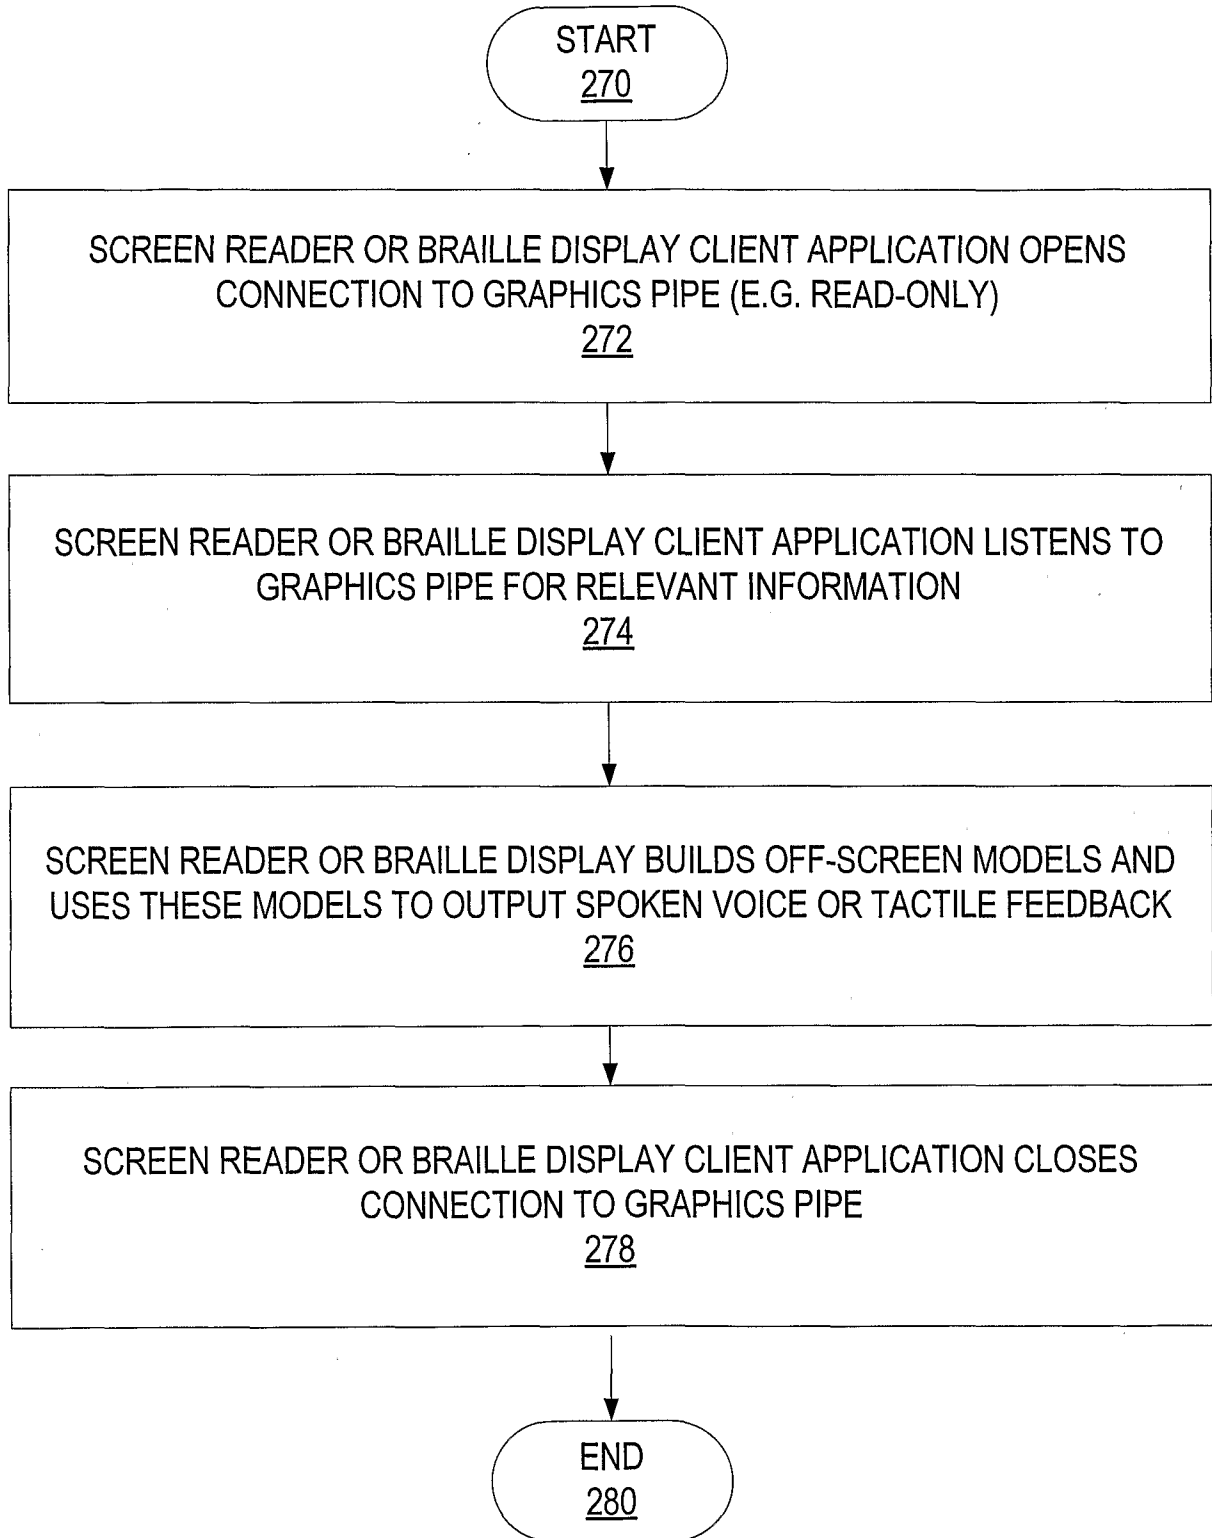 START
270
SCREEN READER OR BRAILLE DISPLAY CLIENT APPLICATION OPENS
CONNECTION TO GRAPHICS PIPE (E.G. READ-ONLY)
272
SCREEN READER OR BRAILLE DISPLAY CLIENT APPLICATION LISTENS TO
GRAPHICS PIPE FOR RELEVANT INFORMATION
274
SCREEN READER OR BRAILLE DISPLAY BUILDS OFF-SCREEN MODELS AND
USES THESE MODELS TO OUTPUT SPOKEN VOICE OR TACTILE FEEDBACK
276
SCREEN READER OR BRAILLE DISPLAY CLIENT APPLICATION CLOSES
CONNECTION TO GRAPHICS PIPE
278
END
280